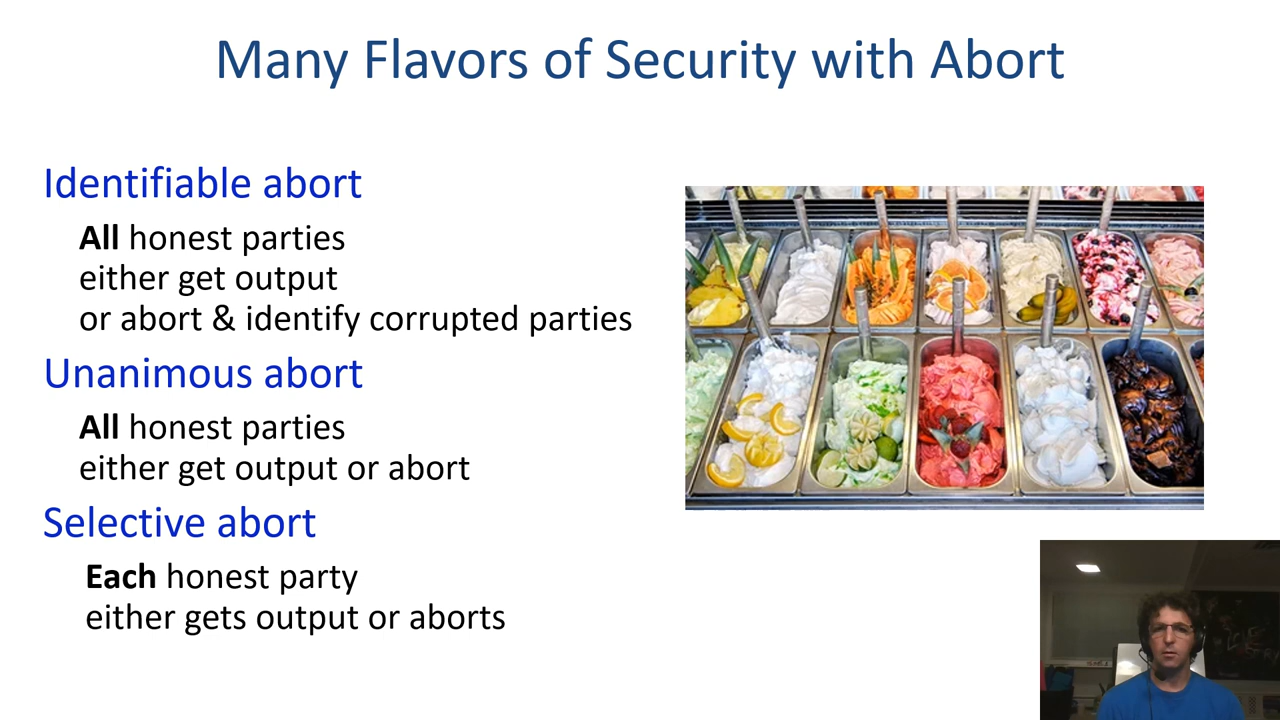 Many Flavors of Security with Abort
Identifiable abort
All honest parties
either get output
or abort & identify corrupted parties
Unanimous abort
All honest parties
either get output or abort
Selective abort
Each honest party
either gets output or aborts